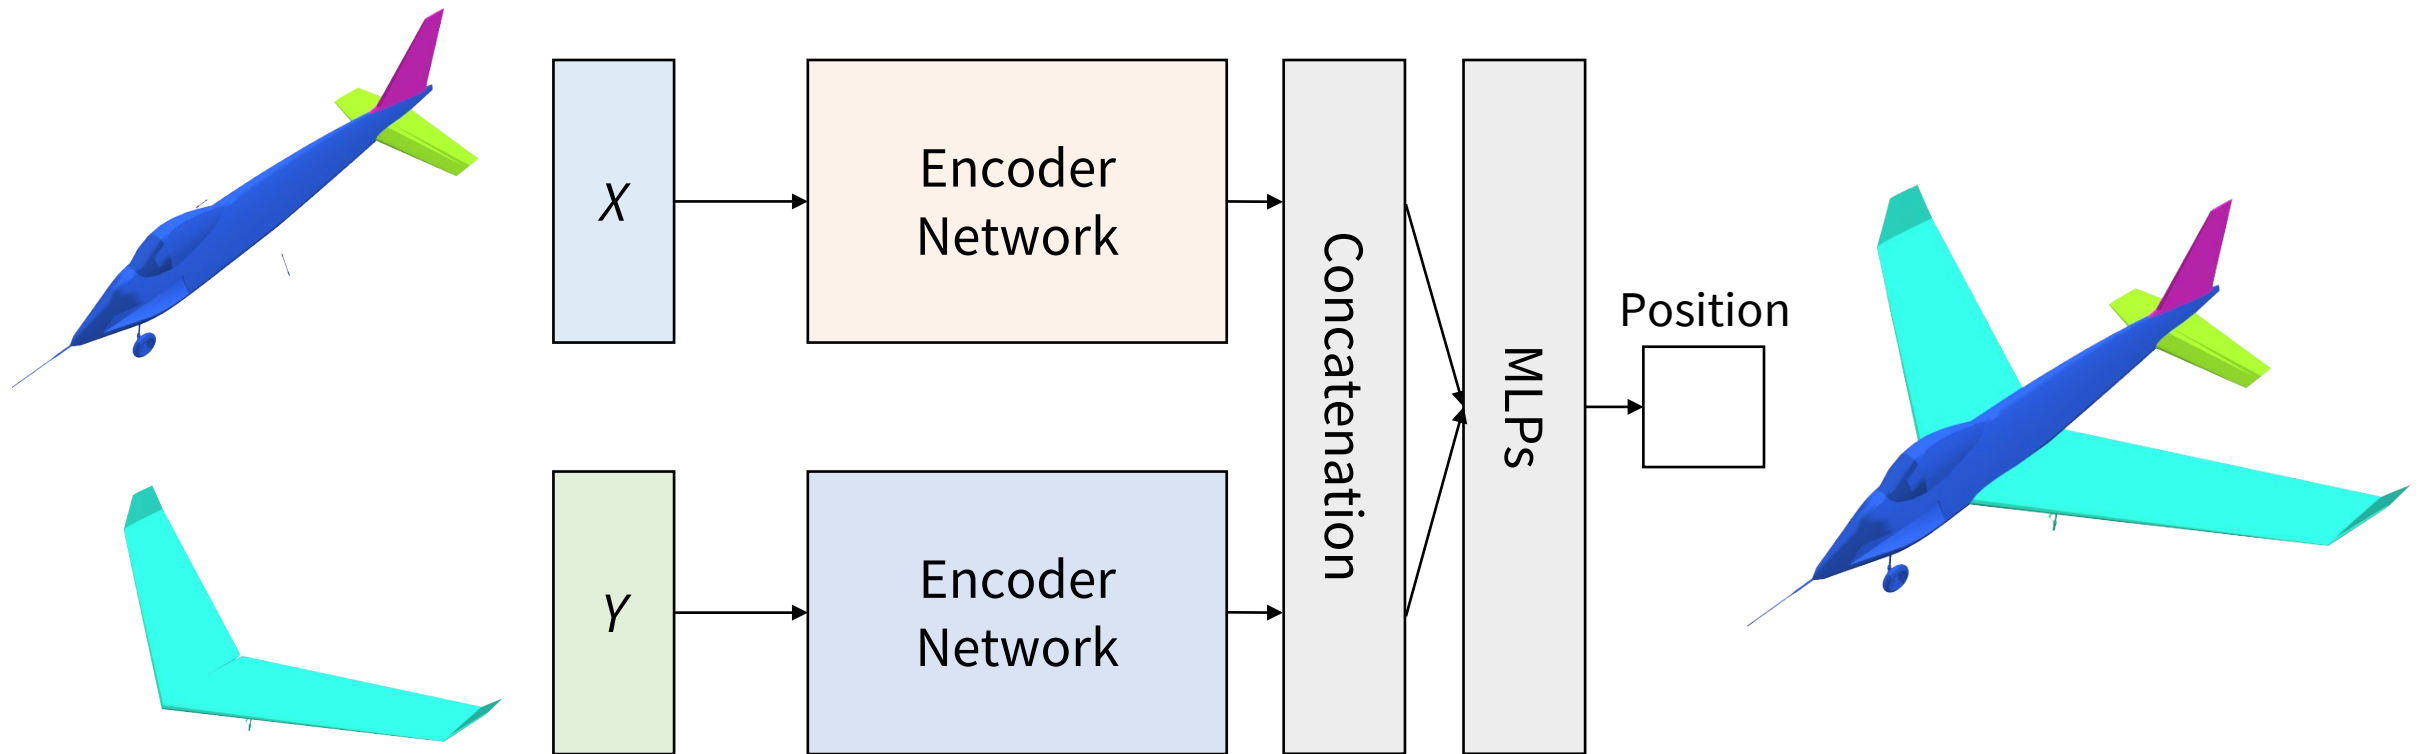 X
Encoder
Network
Y
Encoder
Network
Concatenation
MLPs
Position